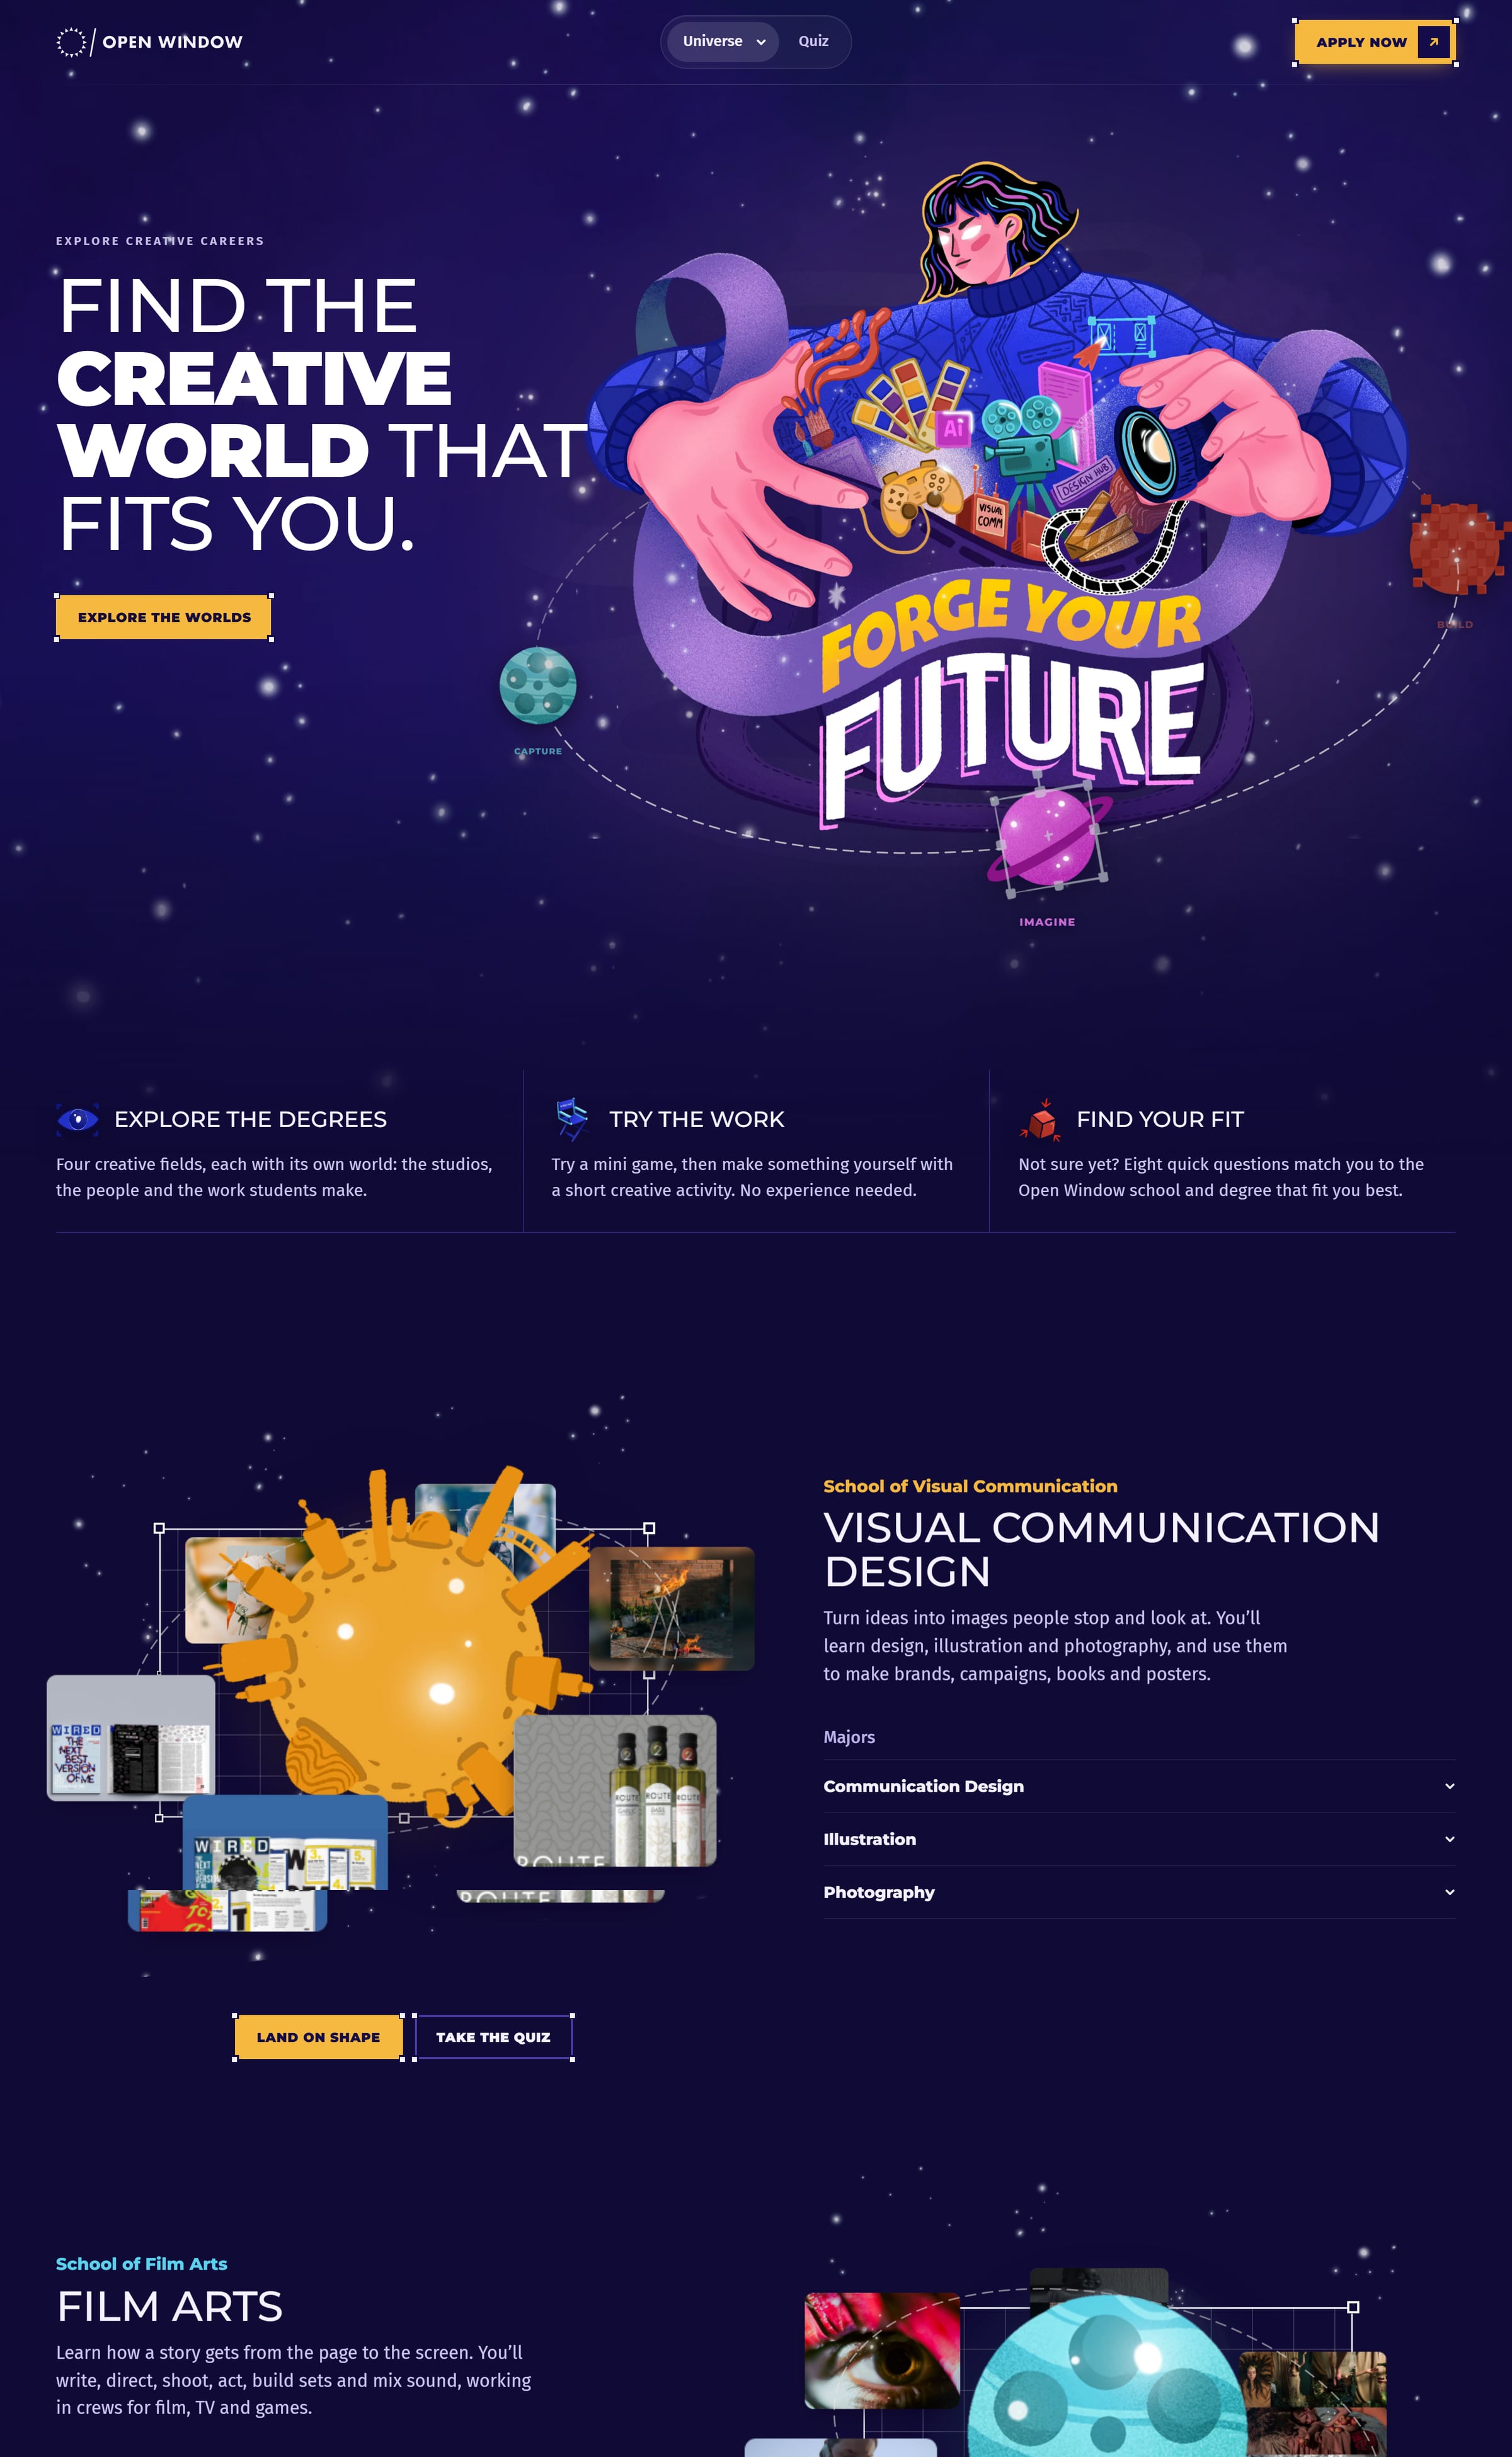 OPEN WINDOW
Universe
Quiz
APPLY NOW
EXPLORE CREATIVE CAREERS
FIND THE
CREATIVE
WORLD THAT
FITS YOU.
EXPLORE THE WORLDS
Ai
DESIGN HUB
VISUAL
COMM
FORGE YOUR
FUTURE
BUILD
CAPTURE
IMAGINE
EXPLORE THE DEGREES
Four creative fields, each with its own world: the studios,
the people and the work students make.
TRY THE WORK
Try a mini game, then make something yourself with
a short creative activity. No experience needed.
FIND YOUR FIT
Not sure yet? Eight quick questions match you to the
Open Window school and degree that fit you best.
School of Visual Communication
VISUAL COMMUNICATION
DESIGN
Turn ideas into images people stop and look at. You’ll
learn design, illustration and photography, and use them
to make brands, campaigns, books and posters.
Majors
Communication Design
Illustration
Photography
WIRED
THE
NEXT
BEST
VERSION
OF ME
ROUTE
ROUTE
WIRED
ROUTE
LAND ON SHAPE
TAKE THE QUIZ
School of Film Arts
FILM ARTS
Learn how a story gets from the page to the screen. You’ll
write, direct, shoot, act, build sets and mix sound, working
in crews for film, TV and games.